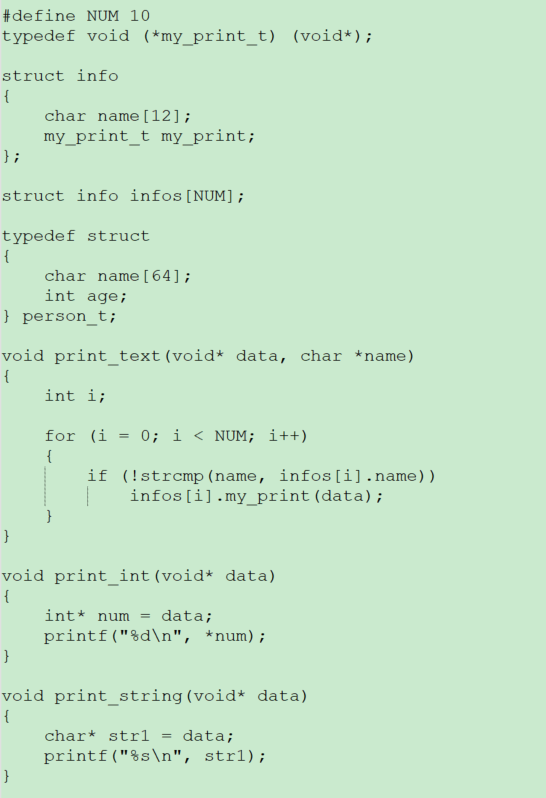 #define NUM 10
typedef void (*my_print_t) (void*);
struct info
{
    char name[12];
    my_print_t my_print;
};
struct info infos[NUM];
typedef struct
{
    char name[64];
    int age;
} person_t;
void print_text(void* data, char *name)
{
    int i;
    for (i = 0; i < NUM; i++)
    {
        if (!strcmp(name, infos[i].name))
            infos[i].my_print(data);
    }
}
void print_int(void* data)
{
    int* num = data;
    printf("%d\n", *num);
}
void print_string(void* data)
{
    char* str1 = data;
    printf("%s\n", str1);
}